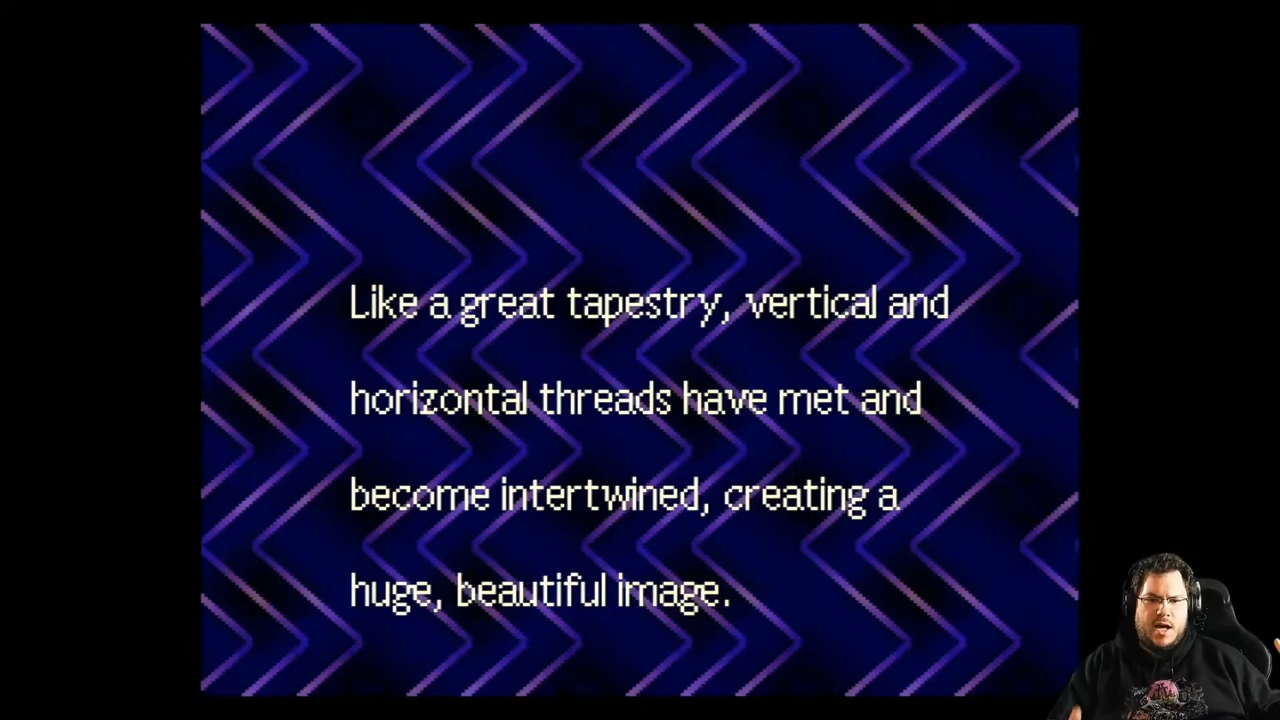 Like a great tapestry, vertical and
horizontal threads have met and
become intertwined, creating a
huge, beautiful image.